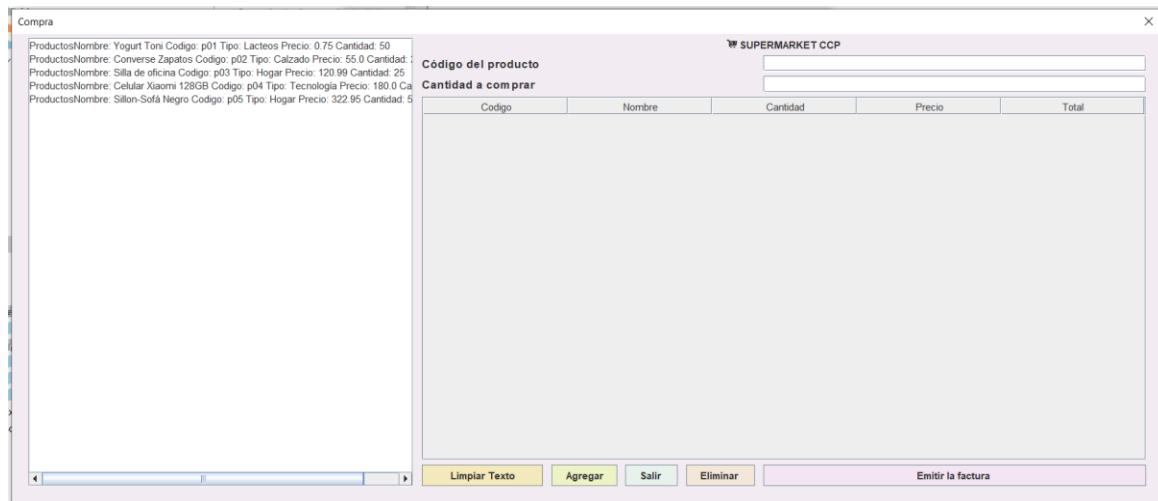 Compra
ProductosNombre: Yogurt Toni Codigo: p01 Tipo: Lacteos Precio: 0.75 Cantidad: 50
ProductosNombre: Converse Zapatos Codigo: p02 Tipo: Calzado Precio: 55.0 Cantidad:
ProductosNombre: Silla de oficina Codigo: p03 Tipo: Hogar Precio: 120.99 Cantidad: 25
ProductosNombre: Celular Xiaomi 128GB Codigo: p04 Tipo: Tecnología Precio: 180.0 Ca
ProductosNombre: Sillon-Sofá Negro Codigo: p05 Tipo: Hogar Precio: 322.95 Cantidad: 5
SUPERMARKET CCP
Código del producto
Cantidad a comprar
Codigo Nombre Cantidad Precio Total
Limpiar Texto Agregar Salir Eliminar Emitir la factura